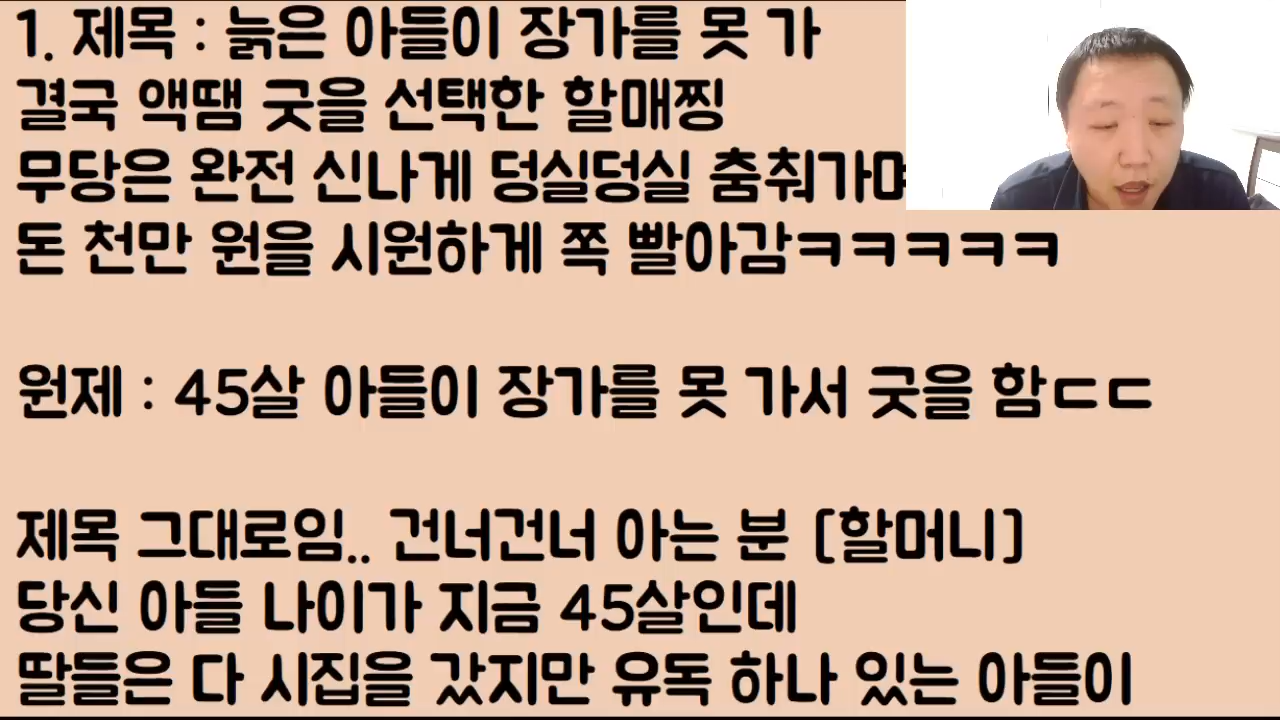 1. 제목 : 늙은 아들이 장가를 못 가
결국 액땜 굿을 선택한 할매찡
무당은 완전 신나게 덩실덩실 춤춰가며
돈 천만 원을 시원하게 쪽 빨아감ㅋㅋㅋㅋㅋ
원제 : 45살 아들이 장가를 못 가서 굿을 함ㄷㄷ
제목 그대로임.. 건너건너 아는 분 [할머니]
당신 아들 나이가 지금 45살인데
딸들은 다 시집을 갔지만 유독 하나 있는 아들이